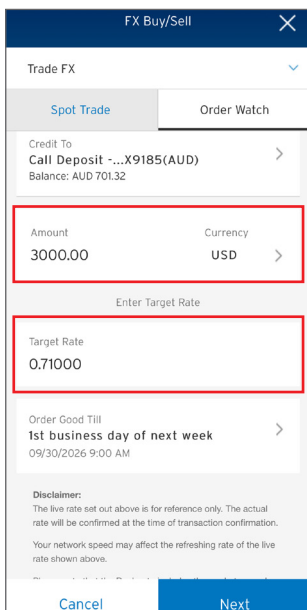 FX Buy/Sell
Trade FX
Spot Trade
Order Watch
Credit To
Call Deposit -...X9185(AUD)
Balance: AUD 701.32
Amount
Currency
3000.00
USD
Enter Target Rate
Target Rate
0.71000
Order Good Till
1st business day of next week
09/30/2026 9:00 AM
Disclaimer:
The live rate set out above is for reference only. The actual
rate will be confirmed at the time of transaction confirmation.
Your network speed may affect the refreshing rate of the live
rate shown above.
Cancel
Next